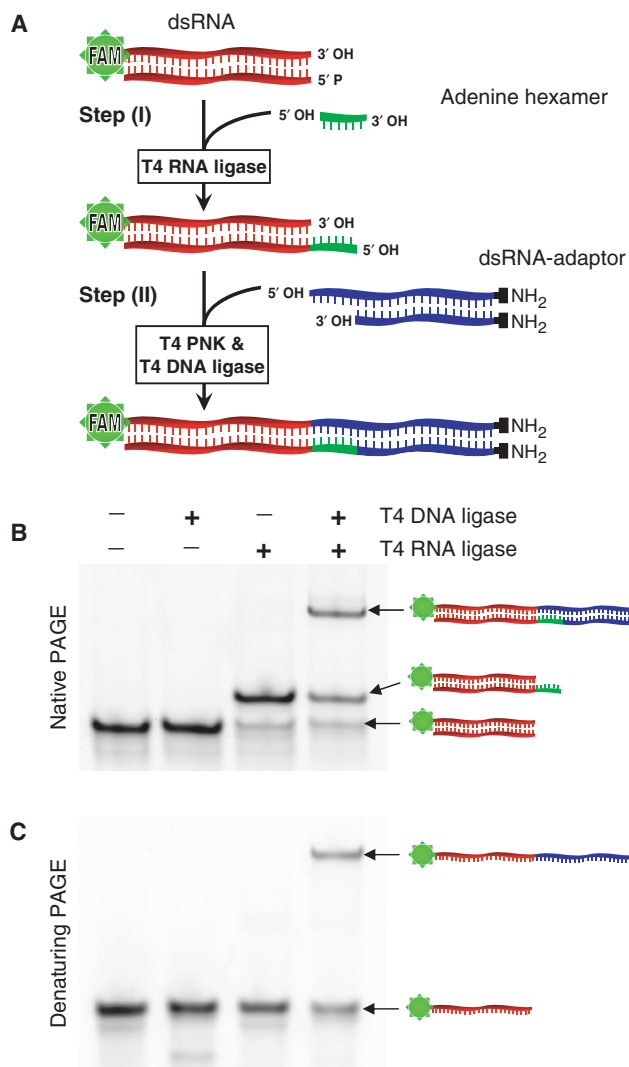 A
dsRNA
FAM
3′ OH
5′ P
Step (I)
Adenine hexamer
5′ OH
3′ OH
T4 RNA ligase
FAM
3′ OH
5′ OH
dsRNA-adaptor
Step (II)
5′ OH
NH2
3′ OH
NH2
T4 PNK &
T4 DNA ligase
FAM
NH2
NH2
B
– + – + T4 DNA ligase
– – + + T4 RNA ligase
Native PAGE
C
Denaturing PAGE